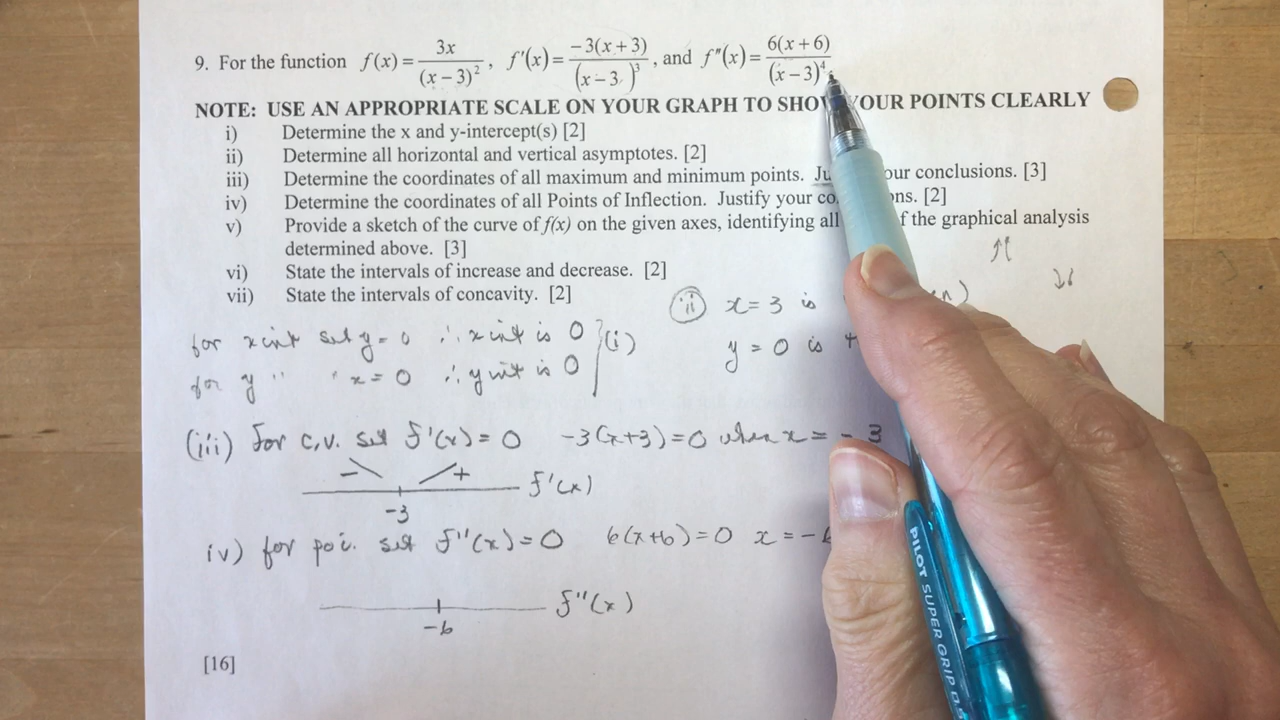 9. For the function f(x) = 3x/(x − 3)², f'(x) = −3(x + 3)/(x − 3)³, and f"(x) = 6(x + 6)/(x − 3)⁴
NOTE: USE AN APPROPRIATE SCALE ON YOUR GRAPH TO SHOW YOUR POINTS CLEARLY
i) Determine the x and y-intercept(s) [2]
ii) Determine all horizontal and vertical asymptotes. [2]
iii) Determine the coordinates of all maximum and minimum points. our conclusions. [3]
iv) Determine the coordinates of all Points of Inflection. Justify your [2]
v) Provide a sketch of the curve of f(x) on the given axes, identifying all of the graphical analysis
determined above. [3]
vi) State the intervals of increase and decrease. [2]
vii) State the intervals of concavity. [2]
↑↑
↓↓
(ii) x = 3 is
for x int set y = 0 ∴ x int is 0 (i)
y = 0 is
for y " " x = 0 ∴ y int is 0
(iii) For c.v. set f'(x) = 0 -3(x+3) = 0 when x = -3
− + f'(x)
-3
iv) for poi. set f"(x) = 0 6(x+6) = 0 x = -6
f"(x)
-6
[16]
PILOT SUPER GRIP 0.5